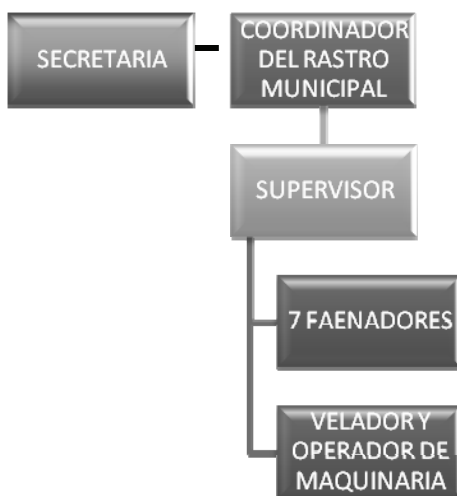 SECRETARIA
COORDINADOR
DEL RASTRO
MUNICIPAL
SUPERVISOR
7 FAENADORES
VELADOR Y
OPERADOR DE
MAQUINARIA